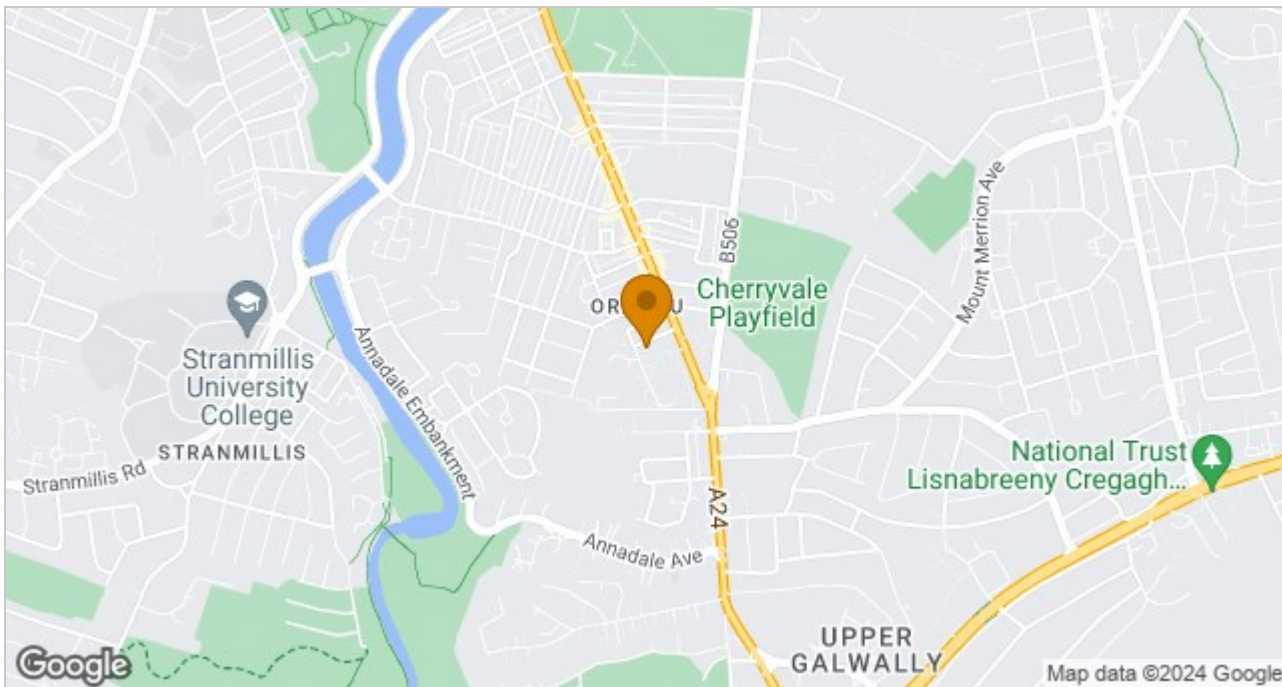 B506
Mount Merrion Ave
Cherryvale
Playfield
Stranmillis
University
College
Annadale Embankment
STRANMILLIS
Stranmillis Rd
National Trust
Lisnabreeny Cregagh...
A24
Annadale Ave
UPPER
GALWALLY
Google
Map data ©2024 Google